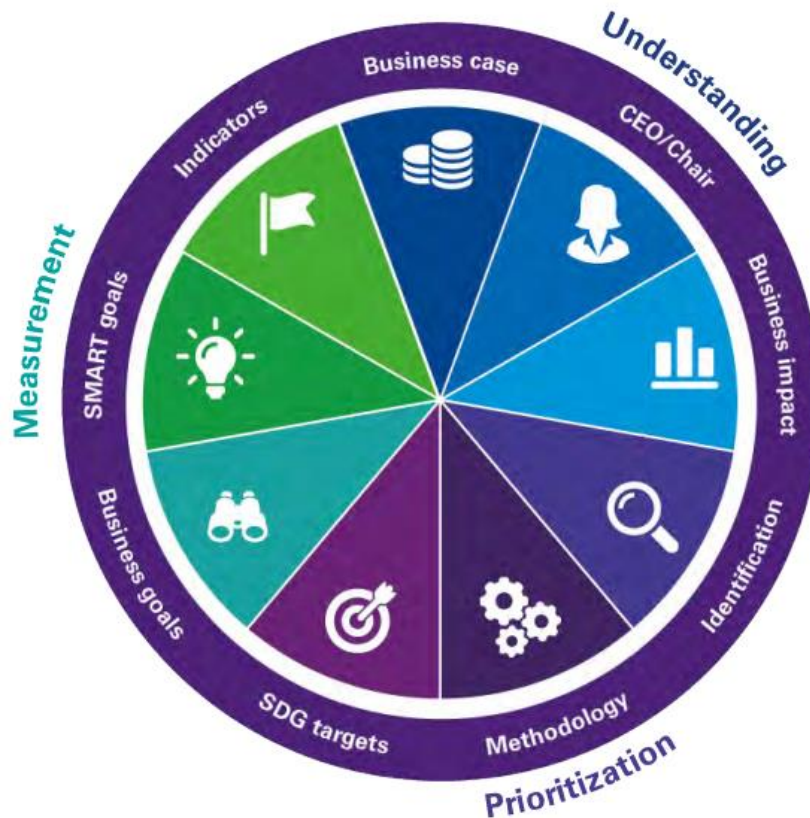 Understanding
Business case
CEO/Chair
Business impact
Identification
Methodology
SDG targets
Business goals
SMART goals
Indicators
Prioritization
Measurement